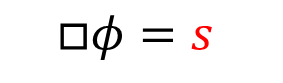 □𝜙 = 𝑠